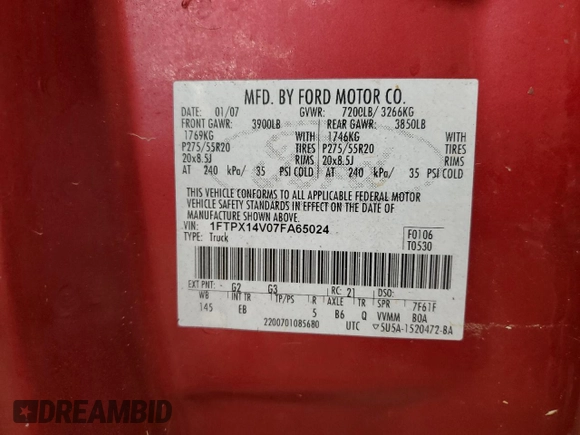 MFD. BY FORD MOTOR CO.
DATE: 01/07 GVWR: 7200LB/ 3266KG
FRONT GAWR: 3900LB REAR GAWR: 3850LB
1769KG WITH 1746KG WITH
P275/55R20 TIRES P275/55R20 TIRES
20x8.5J RIMS 20x8.5J RIMS
AT 240 kPa/ 35 PSI COLD AT 240 kPa/ 35 PSI COLD
THIS VEHICLE CONFORMS TO ALL APPLICABLE FEDERAL MOTOR
VEHICLE SAFETY STANDARDS IN EFFECT ON THE DATE OF
MANUFACTURE SHOWN ABOVE.
VIN: 1FTPX14V07FA65024
TYPE: Truck
F0106
T0530
EXT PNT: G2 G3 RC: 21 DSO:
WB INT TR TP/PS R AXLE TR SPR 7F61F
145 EB 5 B6 Q VVMM BOA
2200701085680 UTC 5U5A-1520472-BA
DREAMBID